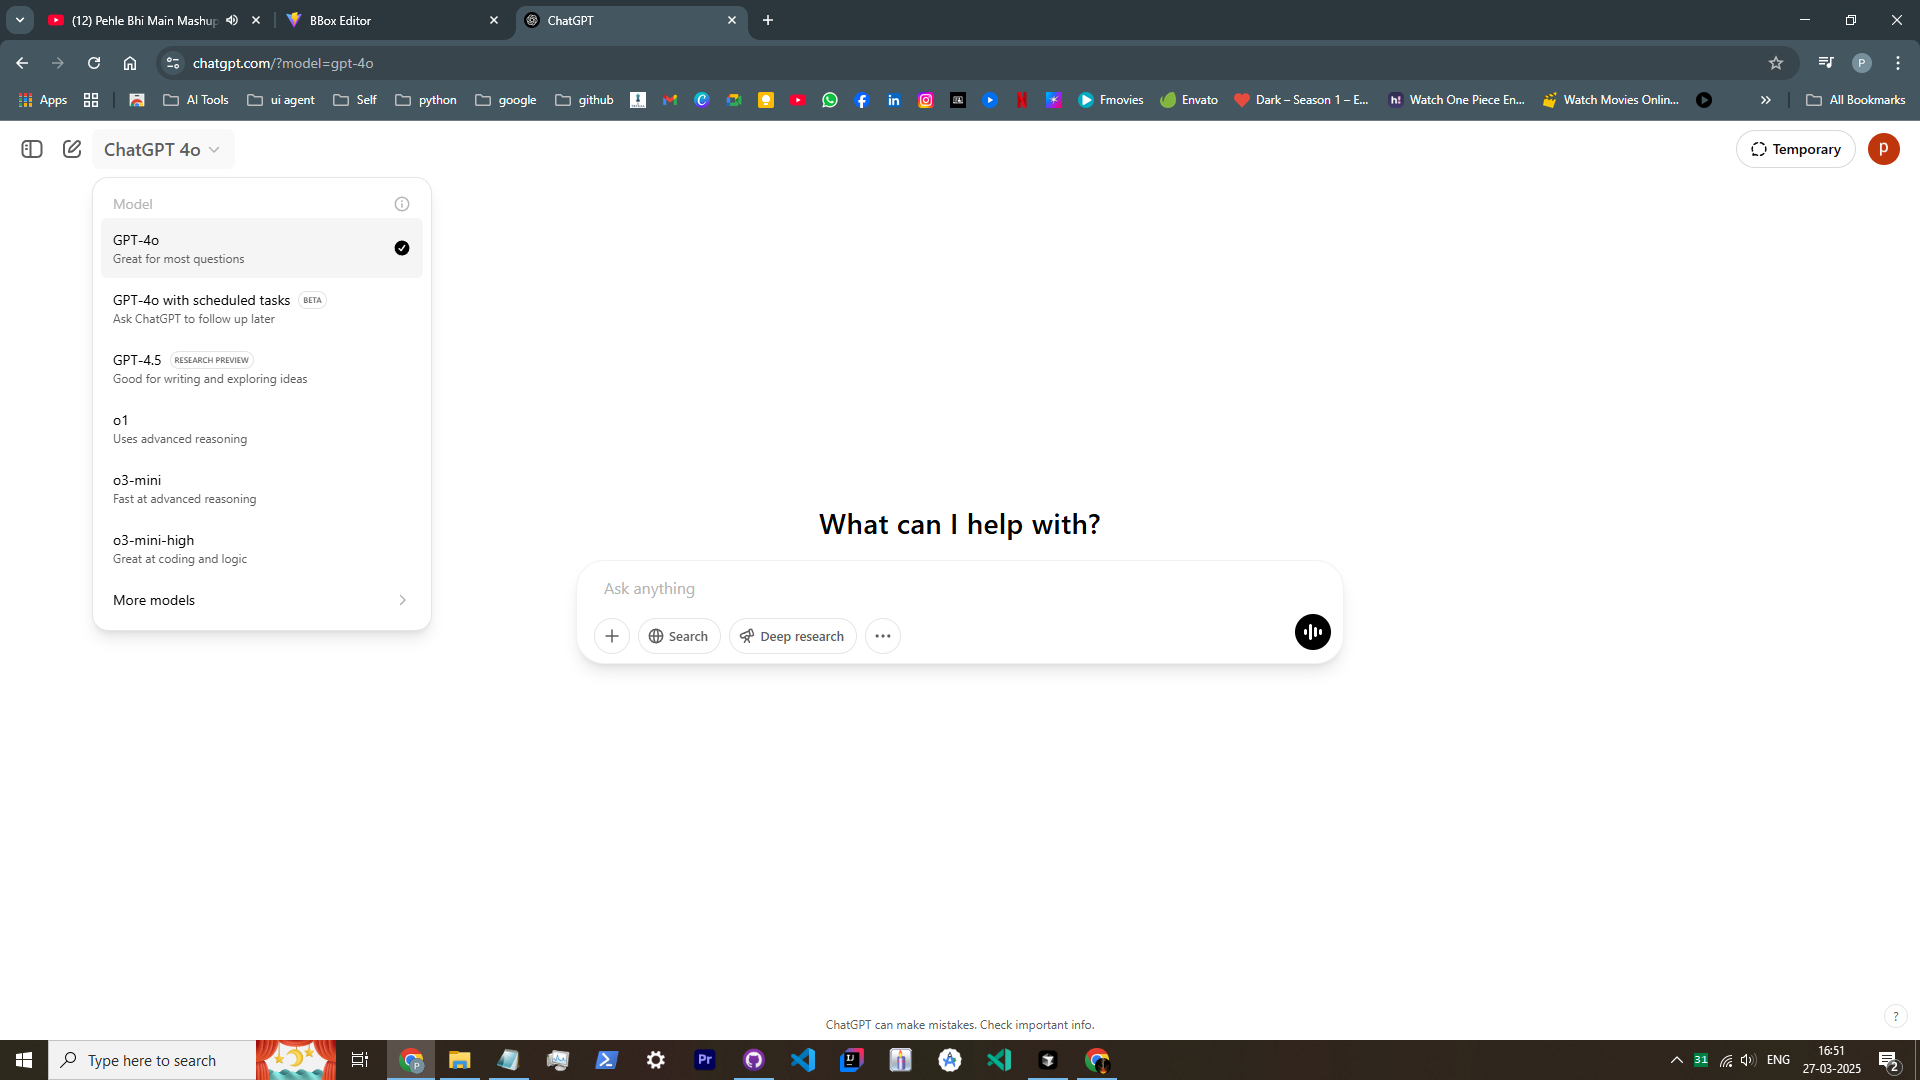 (12) Pehle Bhi Main Mashup
BBox Editor
ChatGPT
chatgpt.com/?model=gpt-4o
P
Apps
AI Tools
ui agent
Self
python
google
github
Fmovies
Envato
Dark – Season 1 – E...
Watch One Piece En...
Watch Movies Onlin...
All Bookmarks
ChatGPT 4o
Temporary
p
Model
GPT-4o
Great for most questions
GPT-4o with scheduled tasks BETA
Ask ChatGPT to follow up later
GPT-4.5 RESEARCH PREVIEW
Good for writing and exploring ideas
o1
Uses advanced reasoning
o3-mini
Fast at advanced reasoning
o3-mini-high
Great at coding and logic
More models
What can I help with?
Ask anything
Search
Deep research
ChatGPT can make mistakes. Check important info.
?
Type here to search
Pr
31
ENG
16:51
27-03-2025
2